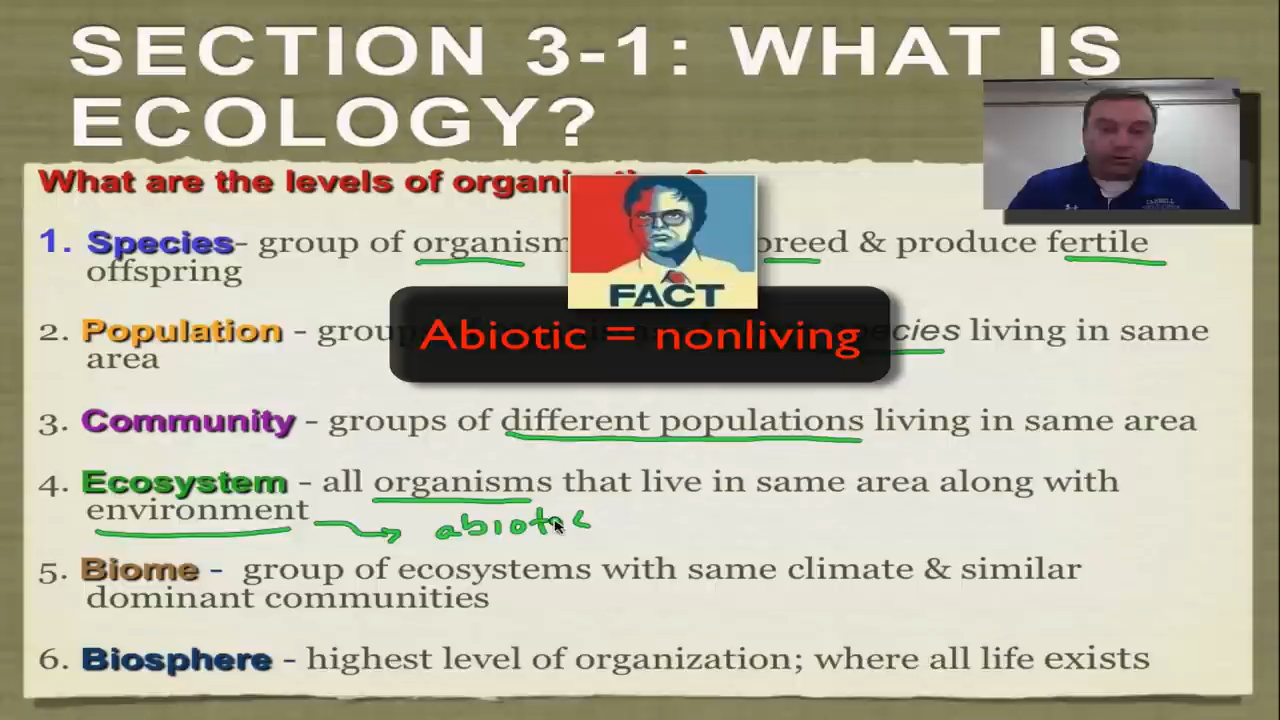 SECTION 3-1: WHAT IS
ECOLOGY?
What are the levels of
1. Species- group of organism breed & produce fertile
offspring
FACT
2. Population - group species living in same
area
Abiotic = nonliving
3. Community - groups of different populations living in same area
4. Ecosystem - all organisms that live in same area along with
environment abiotic
5. Biome - group of ecosystems with same climate & similar
dominant communities
6. Biosphere - highest level of organization; where all life exists